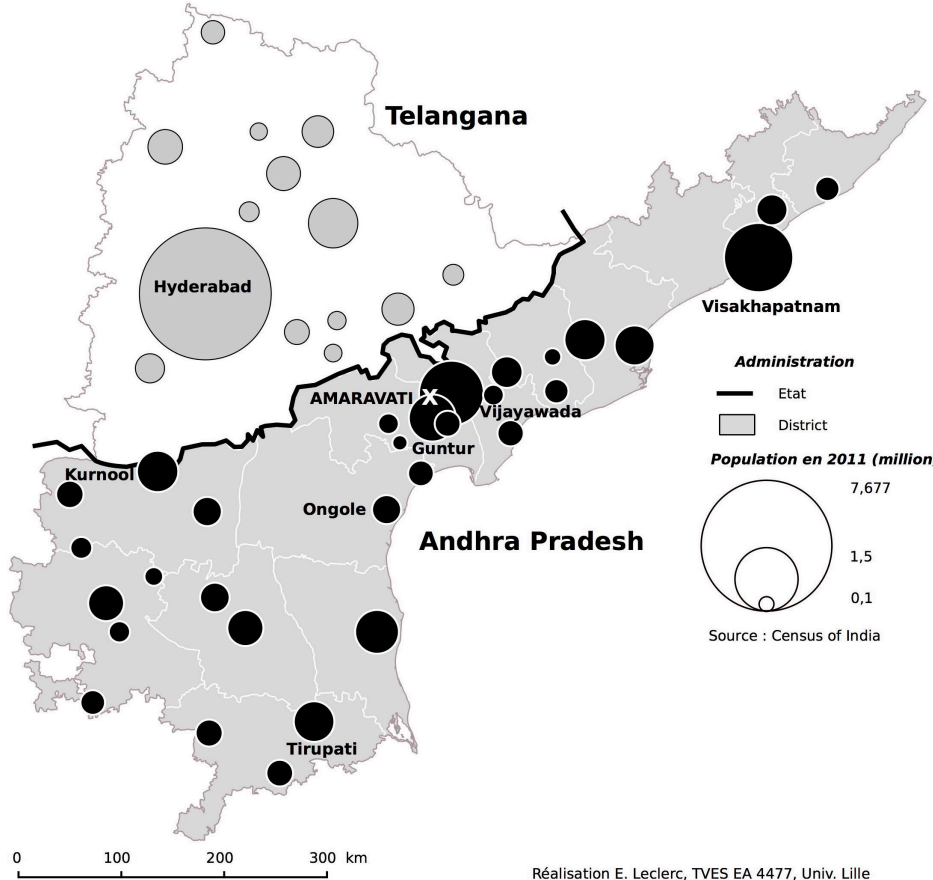 Telangana
Hyderabad
Visakhapatnam
Administration
Etat
District
AMARAVATI
X
Vijayawada
Guntur
Kurnool
Ongole
Andhra Pradesh
Population en 2011 (million
7,677
1,5
0,1
Source : Census of India
Tirupati
0 100 200 300 km
Réalisation E. Leclerc, TVES EA 4477, Univ. Lille